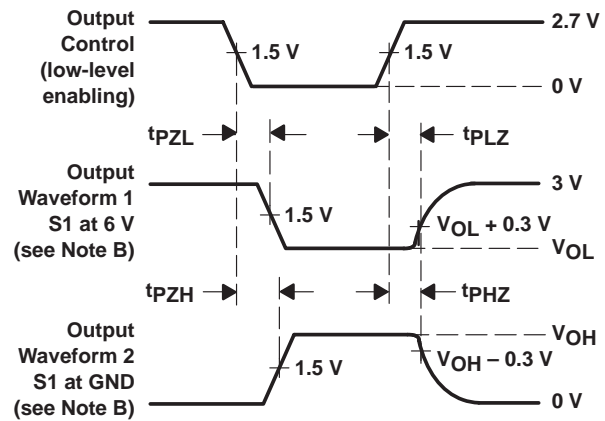 Output
Control
(low-level
enabling)
2.7 V
1.5 V
1.5 V
0 V
tPZL
tPLZ
Output
Waveform 1
S1 at 6 V
(see Note B)
3 V
1.5 V
VOL + 0.3 V
VOL
tPZH
tPHZ
Output
Waveform 2
S1 at GND
(see Note B)
VOH
1.5 V
VOH – 0.3 V
0 V